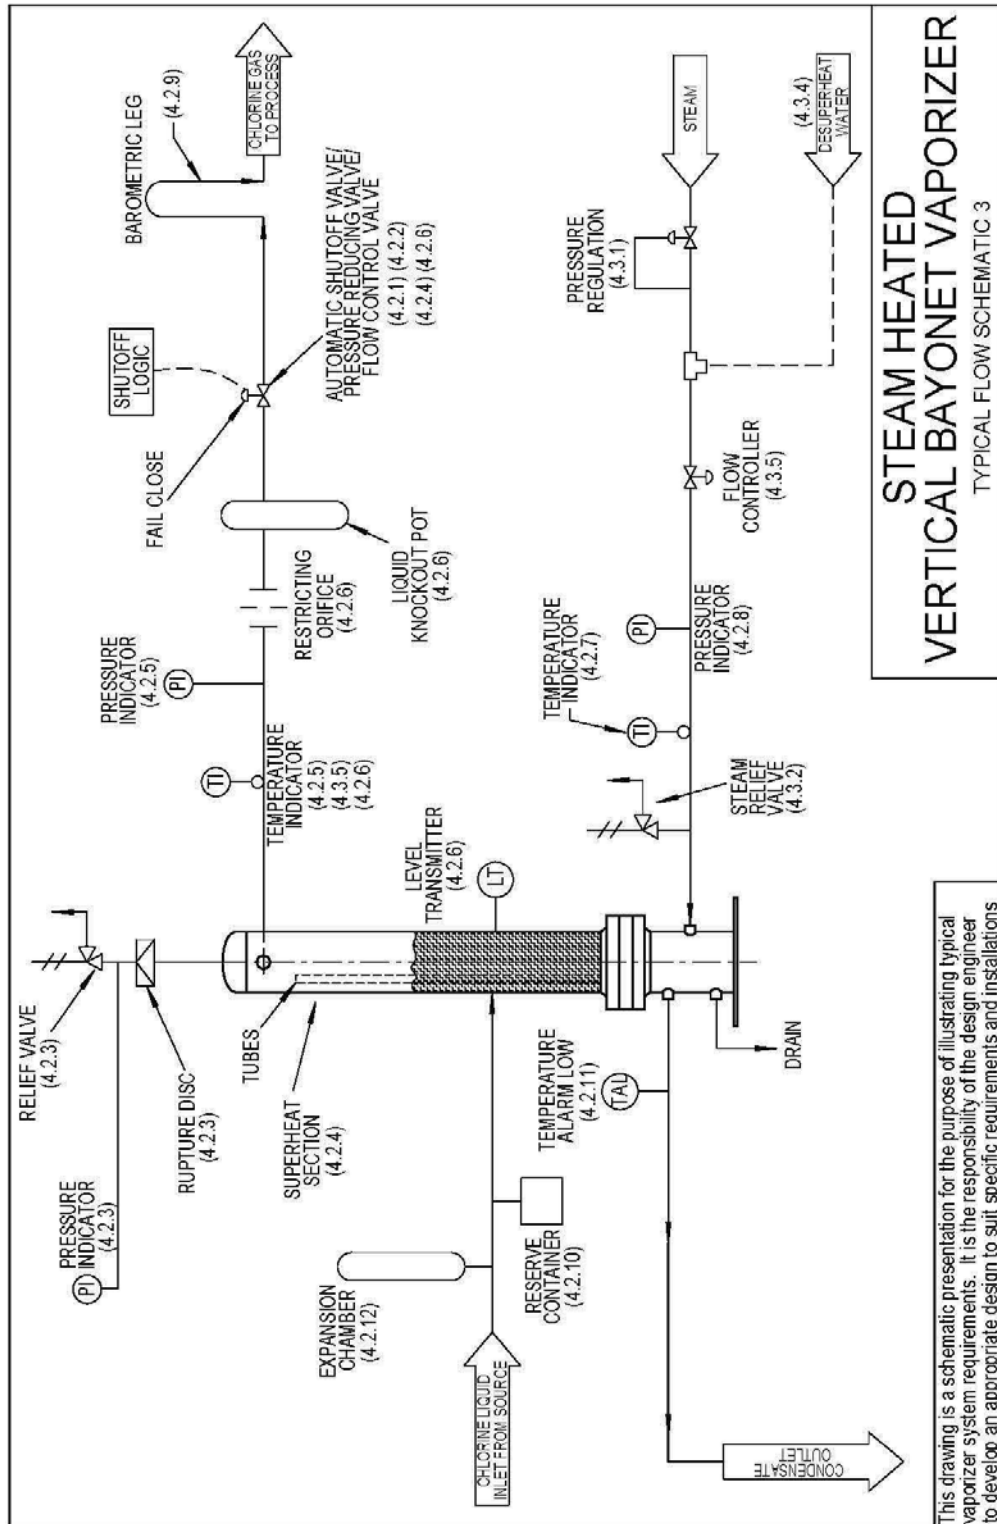 RELIEF VALVE
(4.2.3)
PRESSURE
INDICATOR
(4.2.3)
PI
RUPTURE DISC
(4.2.3)
TUBES
SUPERHEAT
SECTION
(4.2.4)
EXPANSION
CHAMBER
(4.2.12)
CHLORINE LIQUID
INLET FROM SOURCE
RESERVE
CONTAINER
(4.2.10)
TEMPERATURE
ALARM LOW
(4.2.11)
TAL
DRAIN
CONDENSATE
OUTLET
LEVEL
TRANSMITTER
(4.2.6)
LT
TI
TEMPERATURE
INDICATOR
(4.2.5)
(4.3.5)
(4.2.6)
PRESSURE
INDICATOR
(4.2.5)
PI
RESTRICTING
ORIFICE
(4.2.6)
LIQUID
KNOCKOUT POT
(4.2.6)
FAIL CLOSE
SHUTOFF
LOGIC
AUTOMATIC SHUTOFF VALVE/
PRESSURE REDUCING VALVE/
FLOW CONTROL VALVE
(4.2.1) (4.2.2)
(4.2.4) (4.2.6)
BAROMETRIC LEG
(4.2.9)
CHLORINE GAS
TO PROCESS
STEAM
RELIEF
VALVE
(4.3.2)
TEMPERATURE
INDICATOR
(4.2.7)
TI
PI
PRESSURE
INDICATOR
(4.2.8)
FLOW
CONTROLLER
(4.3.5)
PRESSURE
REGULATION
(4.3.1)
STEAM
(4.3.4)
DESUPERHEAT
WATER
This drawing is a schematic presentation for the purpose of illustrating typical
vaporizer system requirements. It is the responsibility of the design engineer
to develop an appropriate design to suit specific requirements and installations
STEAM HEATED
VERTICAL BAYONET VAPORIZER
TYPICAL FLOW SCHEMATIC 3